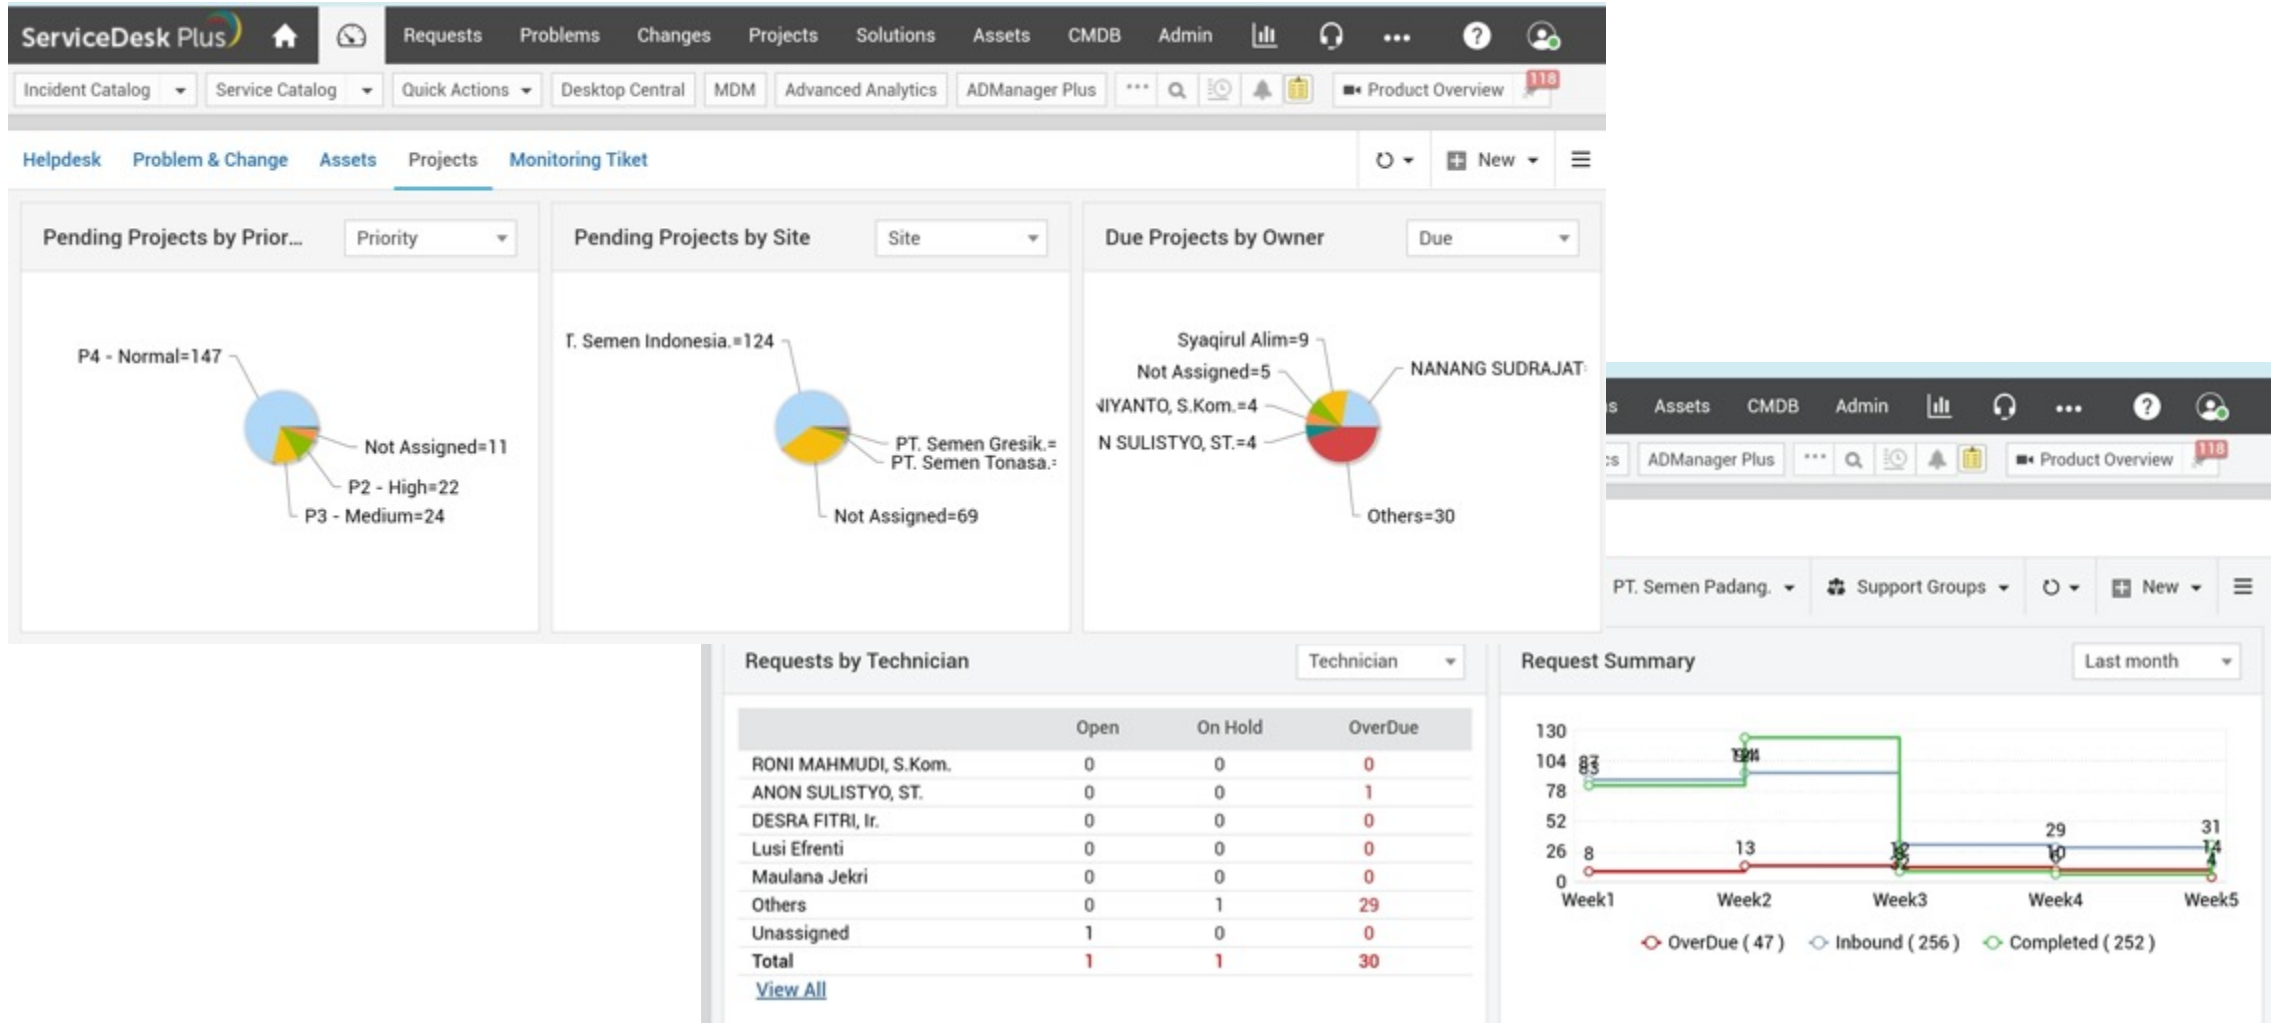 ServiceDesk Plus Requests Problems Changes Projects Solutions Assets CMDB Admin ... ?
Incident Catalog Service Catalog Quick Actions Desktop Central MDM Advanced Analytics ADManager Plus ... Product Overview 118
Helpdesk Problem & Change Assets Projects Monitoring Tiket New
Pending Projects by Prior... Priority
P4 - Normal=147
Not Assigned=11
P2 - High=22
P3 - Medium=24
Pending Projects by Site Site
T. Semen Indonesia.=124
PT. Semen Gresik.=
PT. Semen Tonasa.=
Not Assigned=69
Due Projects by Owner Due
Syaqirul Alim=9
NANANG SUDRAJAT=
Not Assigned=5
NIYANTO, S.Kom.=4
N SULISTYO, ST.=4
Others=30
s Assets CMDB Admin ... ?
cs ADManager Plus ... Product Overview 118
PT. Semen Padang. Support Groups New
Requests by Technician Technician
Open On Hold OverDue
RONI MAHMUDI, S.Kom. 0 0 0
ANON SULISTYO, ST. 0 0 1
DESRA FITRI, Ir. 0 0 0
Lusi Efrenti 0 0 0
Maulana Jekri 0 0 0
Others 0 1 29
Unassigned 1 0 0
Total 1 1 30
View All
Request Summary Last month
130
104
78
52
26
0
87
83
8
13
29
10
31
14
4
Week1 Week2 Week3 Week4 Week5
OverDue ( 47 ) Inbound ( 256 ) Completed ( 252 )